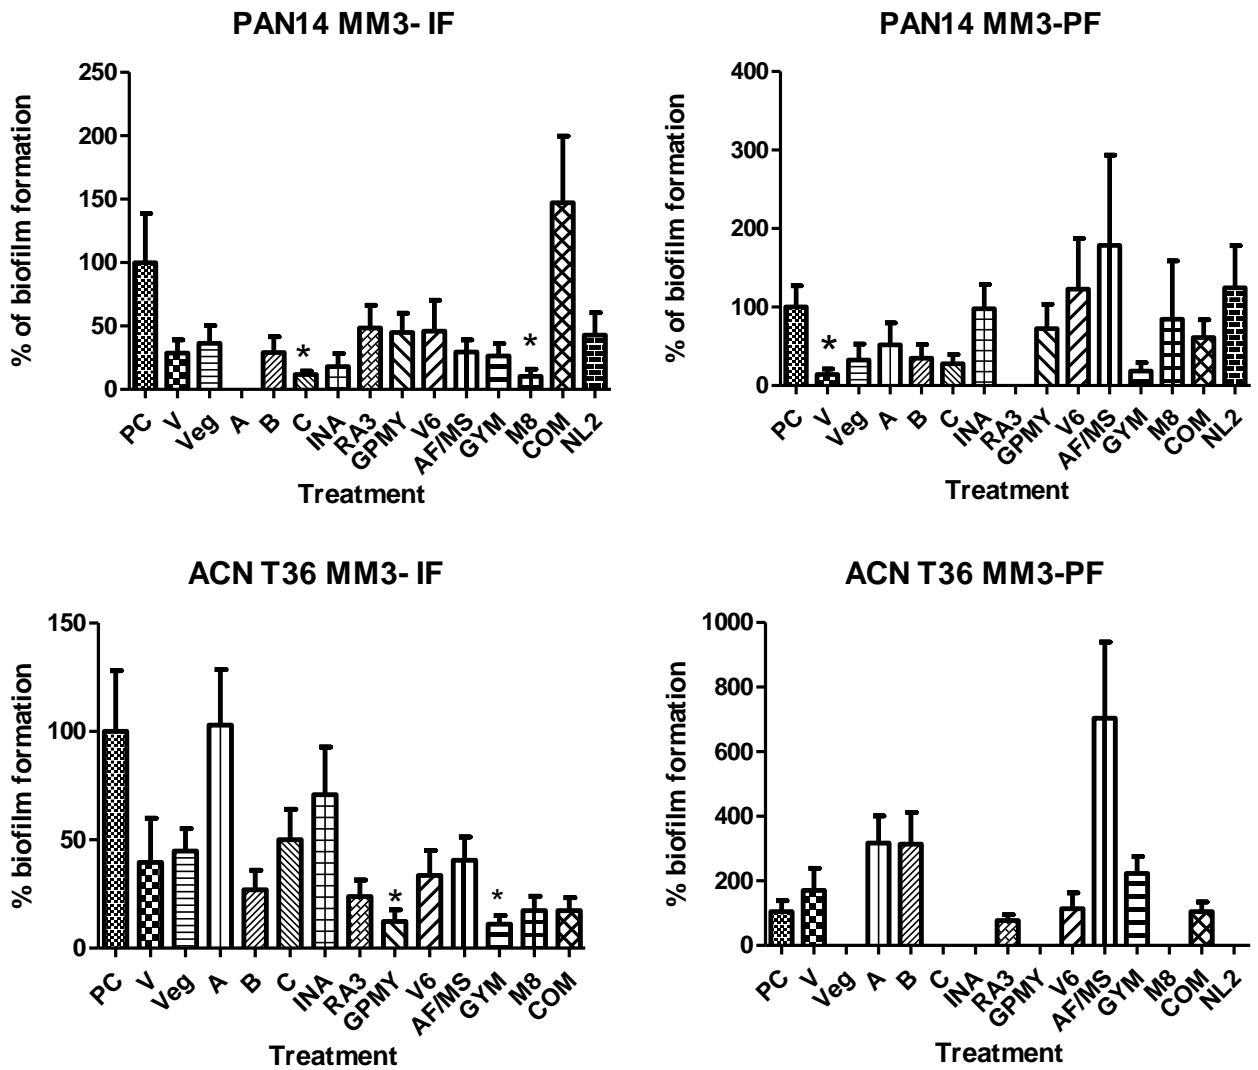 PAN14 MM3- IF
% of biofilm formation
250
200
150
100
50
0
*
*
PC V Veg A B C INA RA3 GPMY V6 AF/MS GYM M8 COM NL2
Treatment
PAN14 MM3-PF
% of biofilm formation
400
300
200
100
0
*
PC V Veg A B C INA RA3 GPMY V6 AF/MS GYM M8 COM NL2
Treatment
ACN T36 MM3- IF
% biofilm formation
150
100
50
0
*
*
PC V Veg A B C INA RA3 GPMY V6 AF/MS GYM M8 COM
Treatment
ACN T36 MM3-PF
% biofilm formation
1000
800
600
400
200
0
PC V Veg A B C INA RA3 GPMY V6 AF/MS GYM M8 COM NL2
Treatment